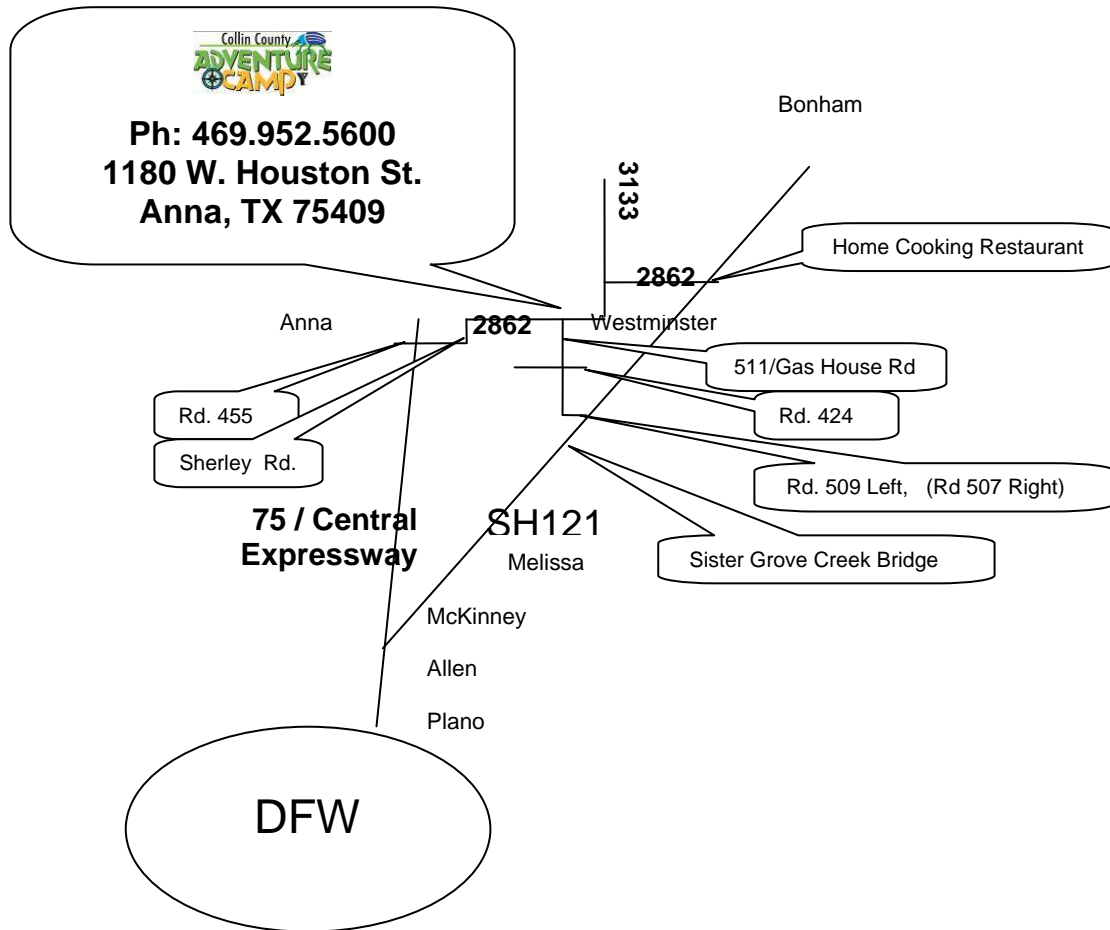 Collin County
ADVENTURE
CAMP
Y
Ph: 469.952.5600
1180 W. Houston St.
Anna, TX 75409
Bonham
3133
Home Cooking Restaurant
2862
Anna
2862
Westminster
511/Gas House Rd
Rd. 455
Rd. 424
Sherley Rd.
Rd. 509 Left, (Rd 507 Right)
75 / Central
Expressway
SH121
Sister Grove Creek Bridge
Melissa
McKinney
Allen
Plano
DFW